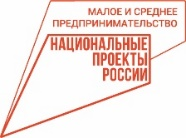 МАЛОЕ И СРЕДНЕЕ
ПРЕДПРИНИМАТЕЛЬСТВО
НАЦИОНАЛЬНЫЕ
ПРОЕКТЫ
РОССИИ